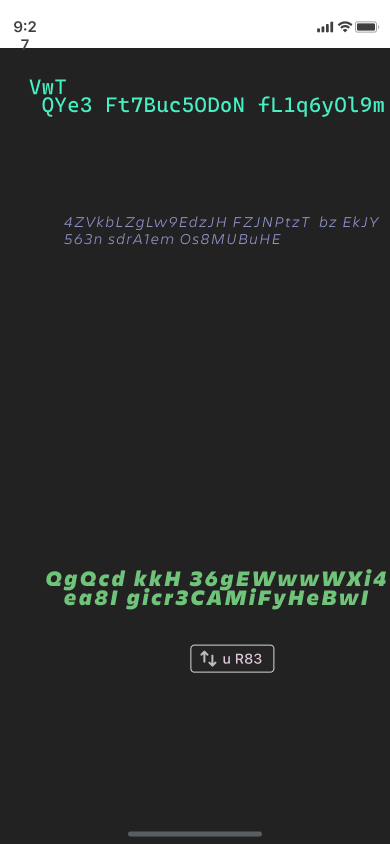 9:2
7
VwT
QYe3 Ft7Buc5ODoN fL1q6yOl9m
4ZVkbLZgLw9EdzJH FZJNPtzT bz EkJY
563n sdrA1em Os8MUBuHE
QgQcd kkH 36gEWwwWXi4
ea8I gicr3CAMiFyHeBwI
u R83